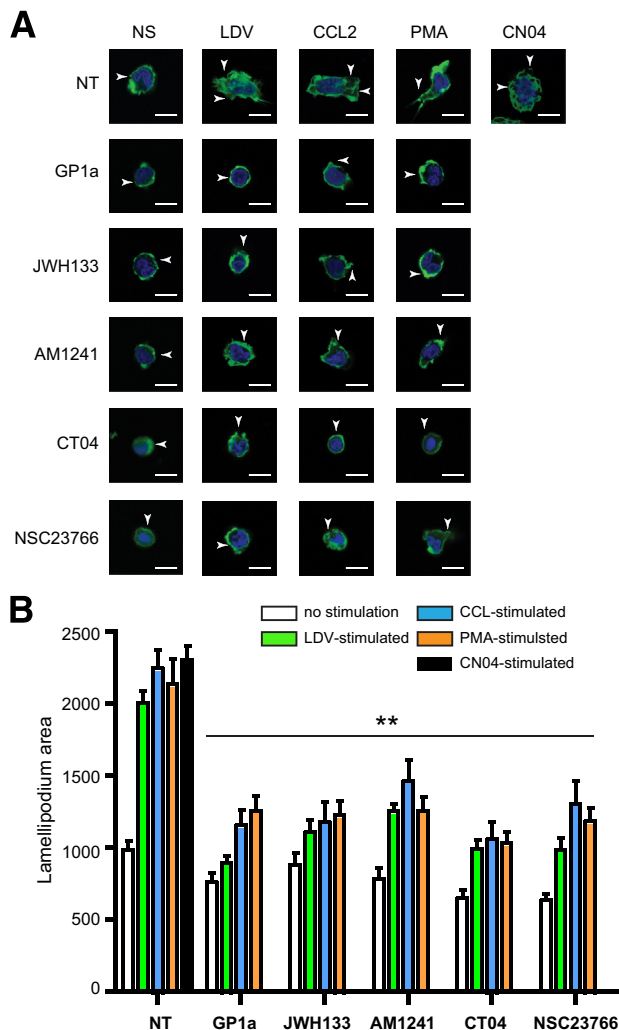 A
NS LDV CCL2 PMA CN04
NT
GP1a
JWH133
AM1241
CT04
NSC23766
B
no stimulation CCL-stimulated
LDV-stimulated PMA-stimulsted
CN04-stimulated
2500
2000
1500
1000
500
0
Lamellipodium area
**
NT GP1a JWH133 AM1241 CT04 NSC23766